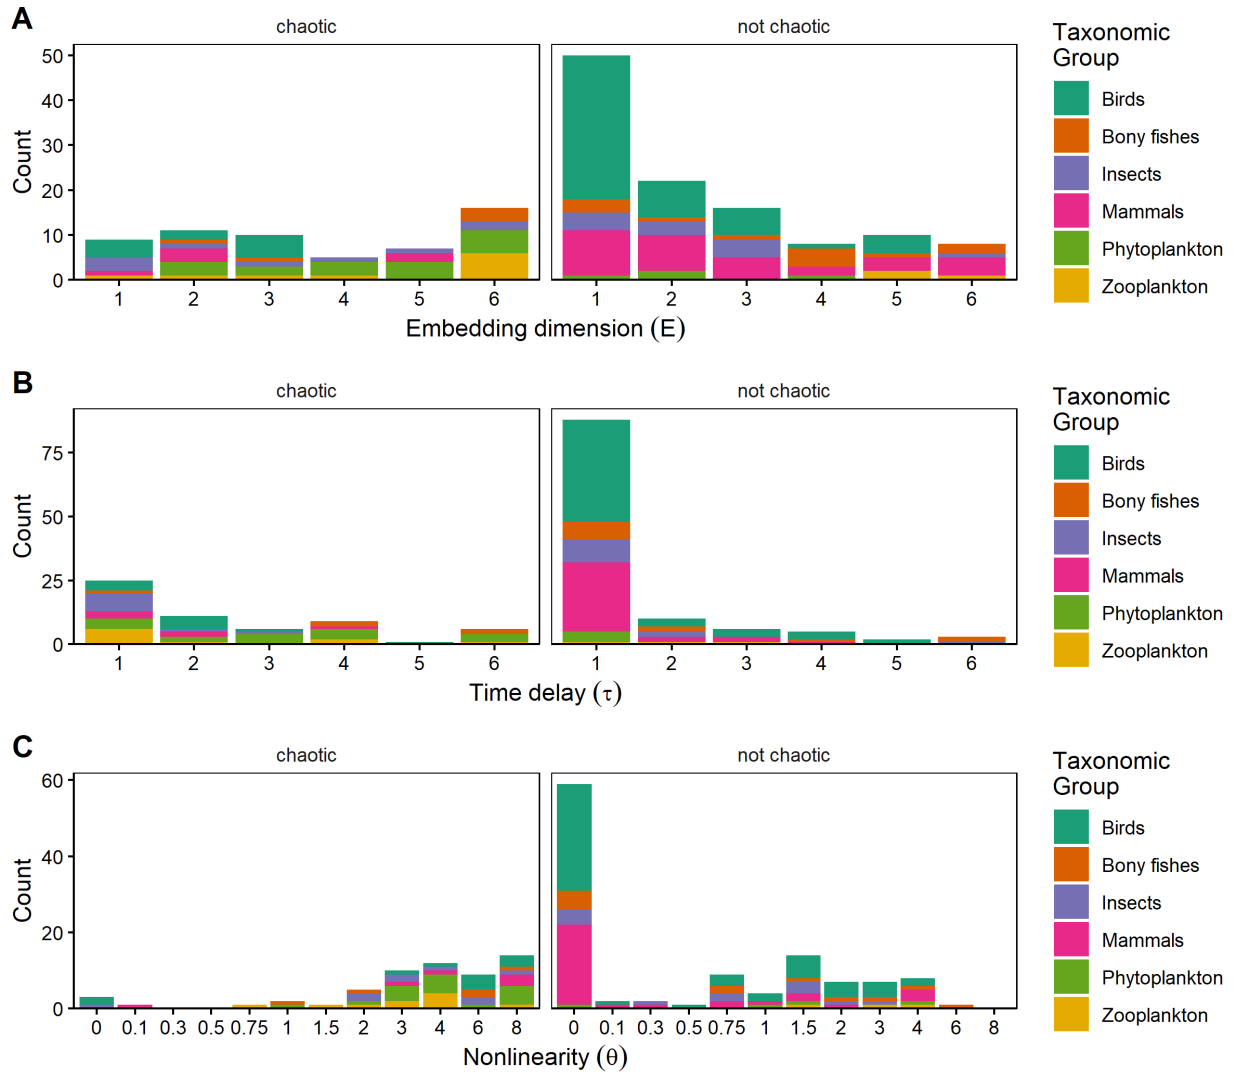 A
chaotic
not chaotic
Count
50
40
30
20
10
0
1 2 3 4 5 6
1 2 3 4 5 6
Embedding dimension (E)
Taxonomic
Group
Birds
Bony fishes
Insects
Mammals
Phytoplankton
Zooplankton
B
chaotic
not chaotic
Count
75
50
25
0
1 2 3 4 5 6
1 2 3 4 5 6
Time delay (τ)
Taxonomic
Group
Birds
Bony fishes
Insects
Mammals
Phytoplankton
Zooplankton
C
chaotic
not chaotic
Count
60
40
20
0
0 0.1 0.3 0.5 0.75 1 1.5 2 3 4 6 8
0 0.1 0.3 0.5 0.75 1 1.5 2 3 4 6 8
Nonlinearity (θ)
Taxonomic
Group
Birds
Bony fishes
Insects
Mammals
Phytoplankton
Zooplankton